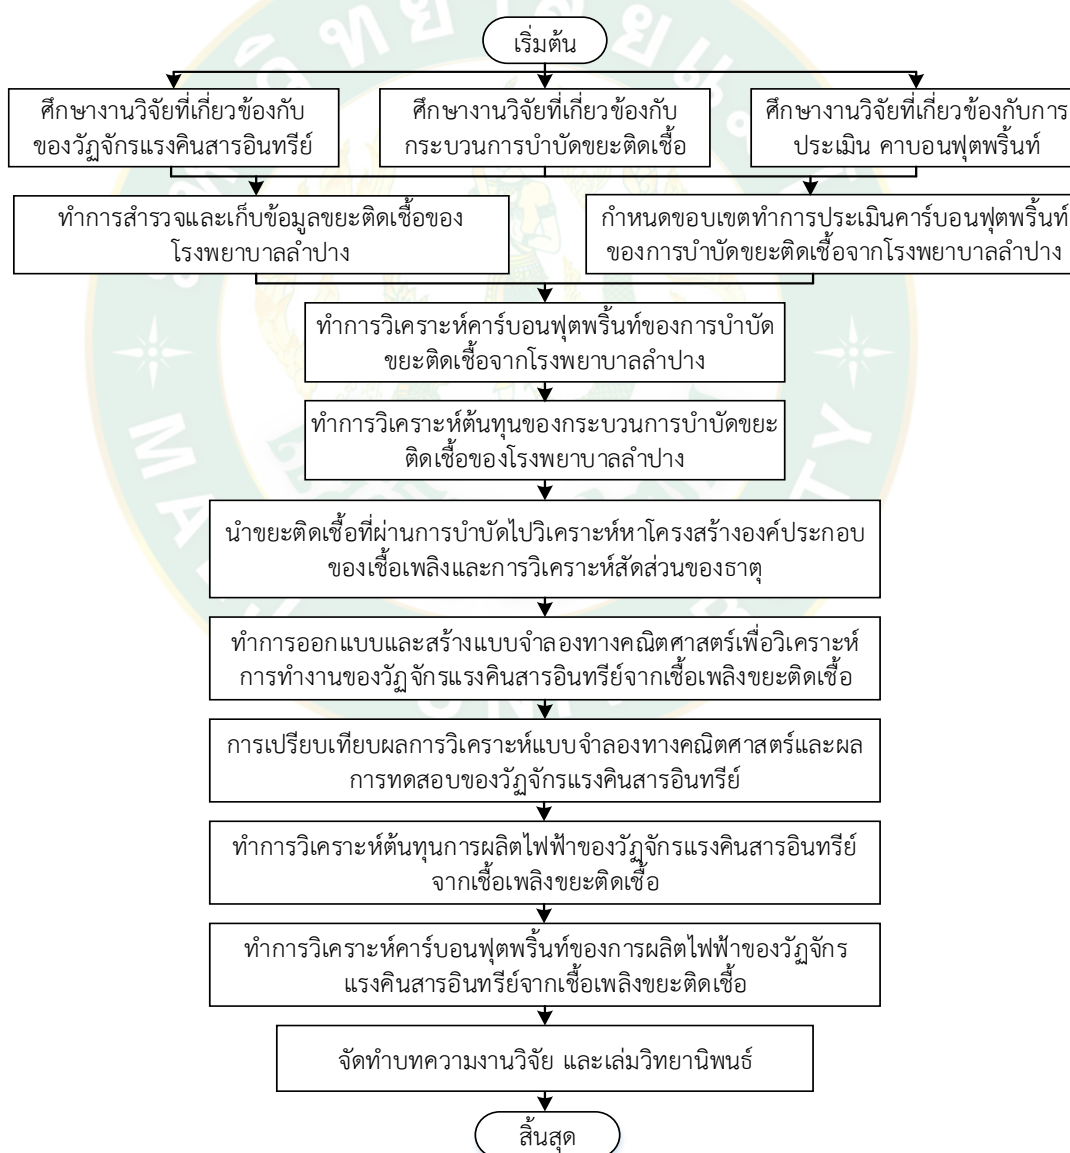 เริ่มต้น
ศึกษางานวิจัยที่เกี่ยวข้องกับ
ของวัฏจักรแรงคินสารอินทรีย์
ศึกษางานวิจัยที่เกี่ยวข้องกับ
กระบวนการบำบัดขยะติดเชื้อ
ศึกษางานวิจัยที่เกี่ยวข้องกับการ
ประเมิน คาบอนฟุตพริ้นท์
ทำการสำรวจและเก็บข้อมูลขยะติดเชื้อของ
โรงพยาบาลลำปาง
กำหนดขอบเขตทำการประเมินคาร์บอนฟุตพริ้นท์
ของการบำบัดขยะติดเชื้อจากโรงพยาบาลลำปาง
ทำการวิเคราะห์คาร์บอนฟุตพริ้นท์ของการบำบัด
ขยะติดเชื้อจากโรงพยาบาลลำปาง
ทำการวิเคราะห์ต้นทุนของกระบวนการบำบัดขยะ
ติดเชื้อของโรงพยาบาลลำปาง
นำขยะติดเชื้อที่ผ่านการบำบัดไปวิเคราะห์หาโครงสร้างองค์ประกอบ
ของเชื้อเพลิงและการวิเคราะห์สัดส่วนของธาตุ
ทำการออกแบบและสร้างแบบจำลองทางคณิตศาสตร์เพื่อวิเคราะห์
การทำงานของวัฏจักรแรงคินสารอินทรีย์จากเชื้อเพลิงขยะติดเชื้อ
การเปรียบเทียบผลการวิเคราะห์แบบจำลองทางคณิตศาสตร์และผล
การทดสอบของวัฏจักรแรงคินสารอินทรีย์
ทำการวิเคราะห์ต้นทุนการผลิตไฟฟ้าของวัฏจักรแรงคินสารอินทรีย์
จากเชื้อเพลิงขยะติดเชื้อ
ทำการวิเคราะห์คาร์บอนฟุตพริ้นท์ของการผลิตไฟฟ้าของวัฏจักร
แรงคินสารอินทรีย์จากเชื้อเพลิงขยะติดเชื้อ
จัดทำบทความงานวิจัย และเล่มวิทยานิพนธ์
สิ้นสุด